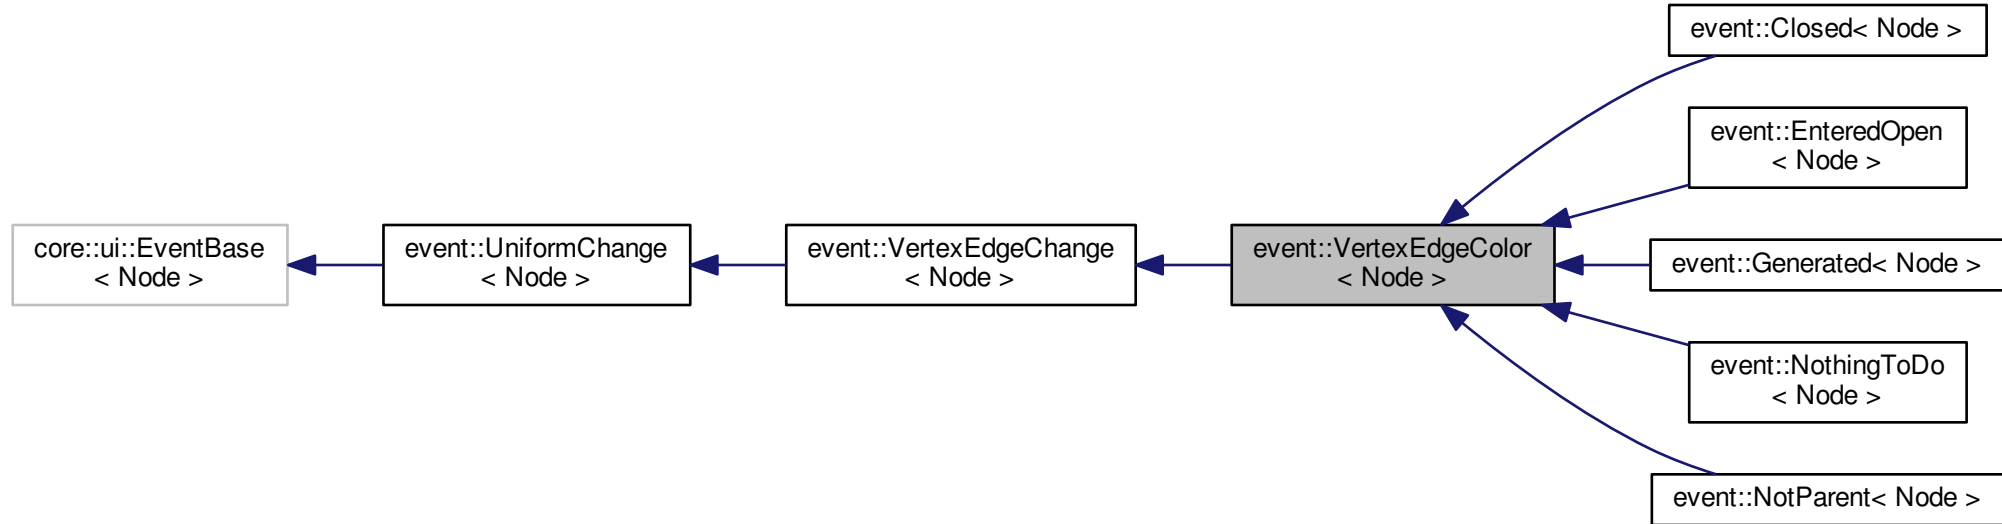 core::ui::EventBase
< Node >
event::UniformChange
< Node >
event::VertexEdgeChange
< Node >
event::VertexEdgeColor
< Node >
event::Closed< Node >
event::EnteredOpen
< Node >
event::Generated< Node >
event::NothingToDo
< Node >
event::NotParent< Node >